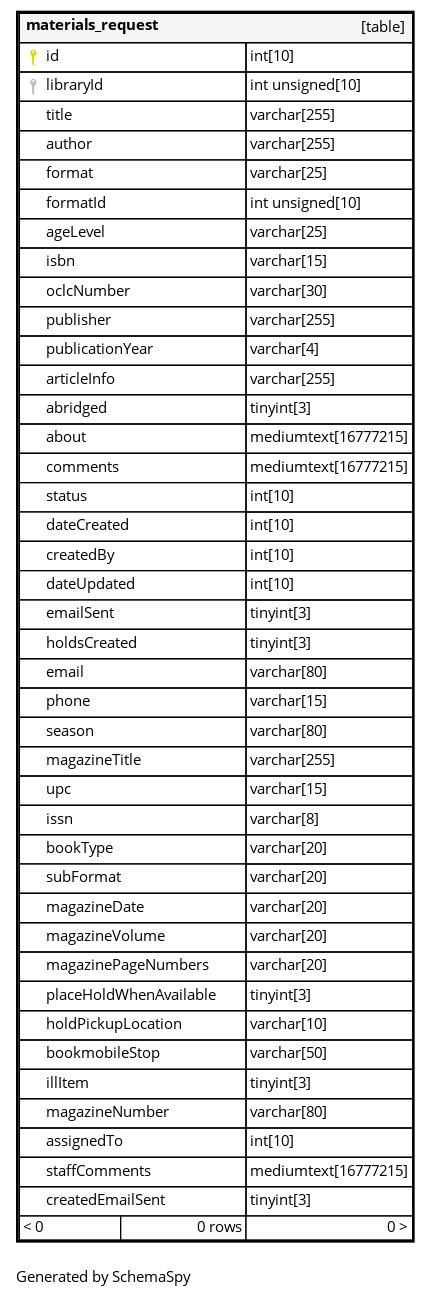 materials_request [table]
id int[10]
libraryId int unsigned[10]
title varchar[255]
author varchar[255]
format varchar[25]
formatId int unsigned[10]
ageLevel varchar[25]
isbn varchar[15]
oclcNumber varchar[30]
publisher varchar[255]
publicationYear varchar[4]
articleInfo varchar[255]
abridged tinyint[3]
about mediumtext[16777215]
comments mediumtext[16777215]
status int[10]
dateCreated int[10]
createdBy int[10]
dateUpdated int[10]
emailSent tinyint[3]
holdsCreated tinyint[3]
email varchar[80]
phone varchar[15]
season varchar[80]
magazineTitle varchar[255]
upc varchar[15]
issn varchar[8]
bookType varchar[20]
subFormat varchar[20]
magazineDate varchar[20]
magazineVolume varchar[20]
magazinePageNumbers varchar[20]
placeHoldWhenAvailable tinyint[3]
holdPickupLocation varchar[10]
bookmobileStop varchar[50]
illItem tinyint[3]
magazineNumber varchar[80]
assignedTo int[10]
staffComments mediumtext[16777215]
createdEmailSent tinyint[3]
< 0 0 rows 0 >
Generated by SchemaSpy